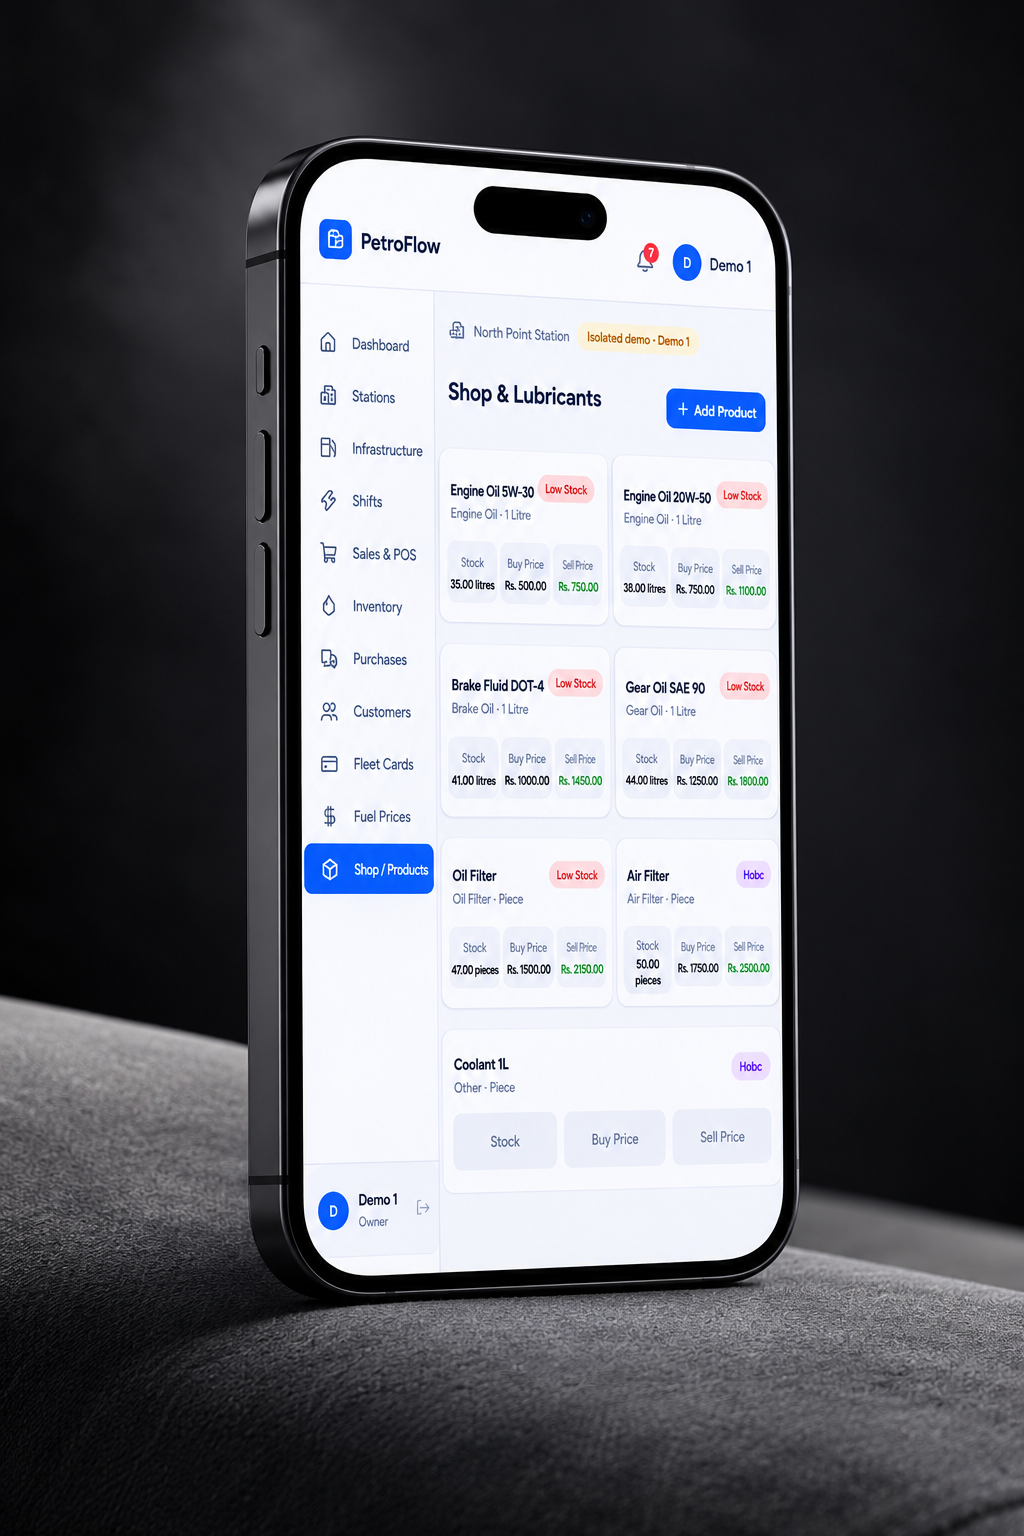 PetroFlow
7
D
Demo 1
Dashboard
Stations
Infrastructure
Shifts
Sales & POS
Inventory
Purchases
Customers
Fleet Cards
Fuel Prices
Shop / Products
D
Demo 1
Owner
North Point Station
Isolated demo · Demo 1
Shop & Lubricants
+ Add Product
Engine Oil 5W-30
Low Stock
Engine Oil · 1 Litre
Stock
35.00 litres
Buy Price
Rs. 500.00
Sell Price
Rs. 750.00
Engine Oil 20W-50
Low Stock
Engine Oil · 1 Litre
Stock
38.00 litres
Buy Price
Rs. 750.00
Sell Price
Rs. 1100.00
Brake Fluid DOT-4
Low Stock
Brake Oil · 1 Litre
Stock
41.00 litres
Buy Price
Rs. 1000.00
Sell Price
Rs. 1450.00
Gear Oil SAE 90
Low Stock
Gear Oil · 1 Litre
Stock
44.00 litres
Buy Price
Rs. 1250.00
Sell Price
Rs. 1800.00
Oil Filter
Low Stock
Oil Filter · Piece
Stock
47.00 pieces
Buy Price
Rs. 1500.00
Sell Price
Rs. 2150.00
Air Filter
Hobc
Air Filter · Piece
Stock
50.00
pieces
Buy Price
Rs. 1750.00
Sell Price
Rs. 2500.00
Coolant 1L
Hobc
Other · Piece
Stock
Buy Price
Sell Price